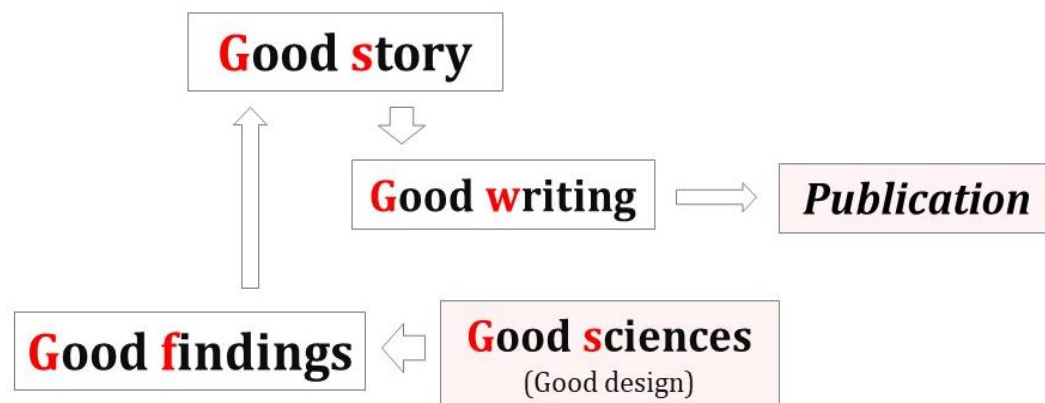 Good story
Good writing
Publication
Good findings
Good sciences
(Good design)